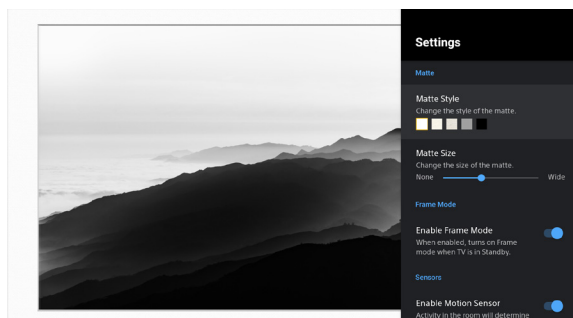 Settings
Matte
Matte Style
Change the style of the matte.
Matte Size
Change the size of the matte.
None Wide
Frame Mode
Enable Frame Mode
When enabled, turns on Frame
mode when TV is in Standby.
Sensors
Enable Motion Sensor
Activity in the room will determine